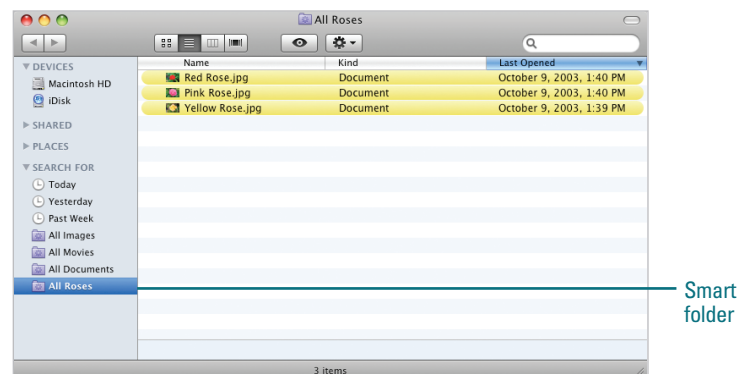 All Roses
DEVICES
Macintosh HD
iDisk
SHARED
PLACES
SEARCH FOR
Today
Yesterday
Past Week
All Images
All Movies
All Documents
All Roses
Name Kind Last Opened
Red Rose.jpg Document October 9, 2003, 1:40 PM
Pink Rose.jpg Document October 9, 2003, 1:40 PM
Yellow Rose.jpg Document October 9, 2003, 1:39 PM
3 items
Smart
folder